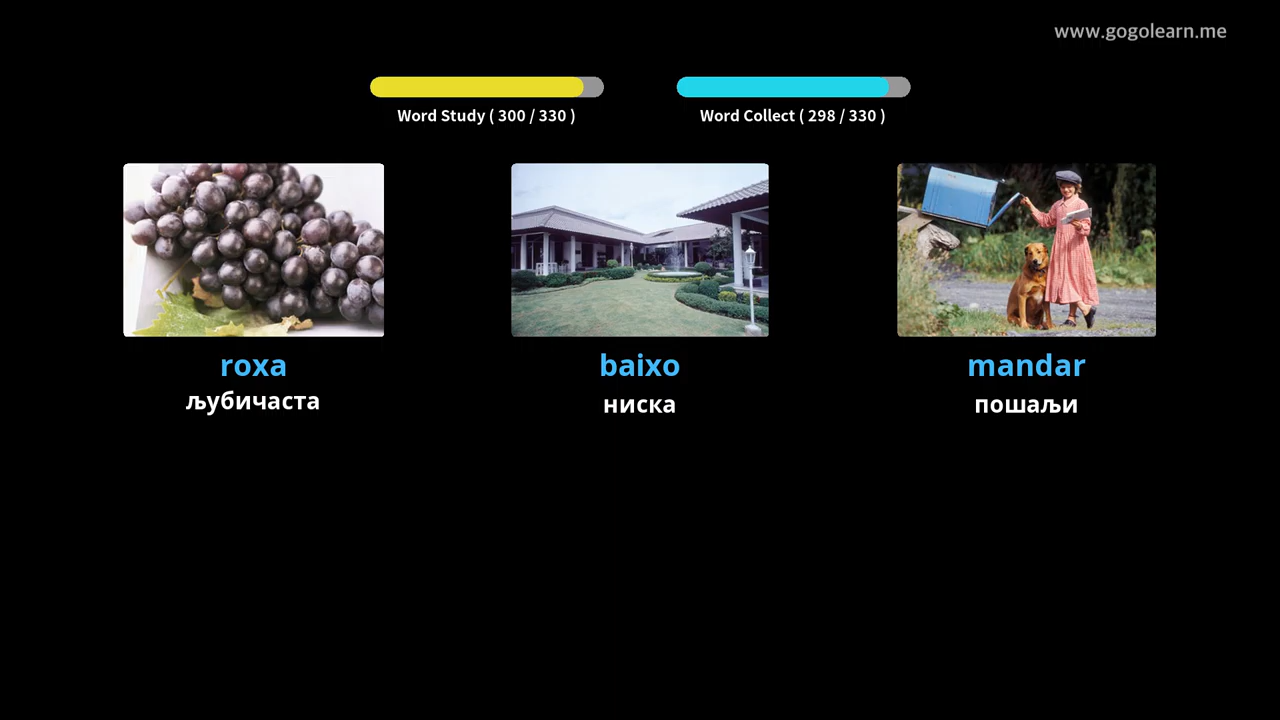 www.gogolearn.me
Word Study ( 300 / 330 )
Word Collect ( 298 / 330 )
roxa
љубичаста
baixo
ниска
mandar
пошаљи